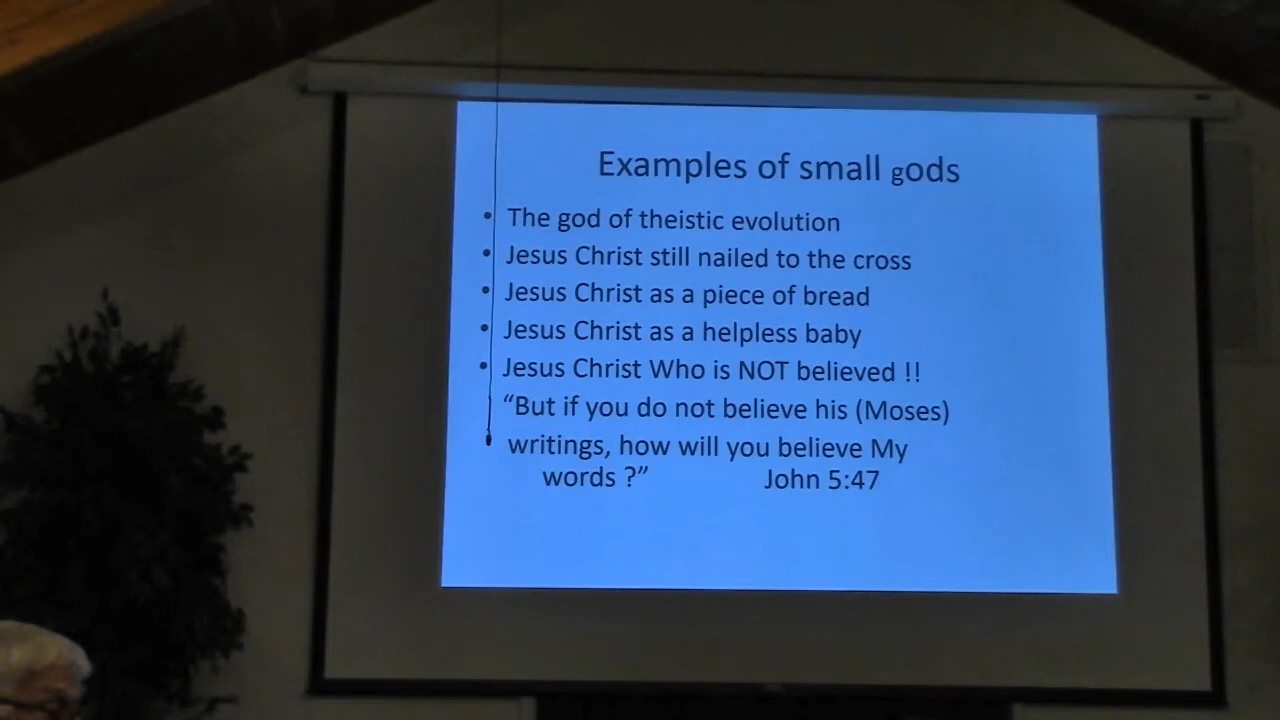 Examples of small gods
• The god of theistic evolution
• Jesus Christ still nailed to the cross
• Jesus Christ as a piece of bread
• Jesus Christ as a helpless baby
• Jesus Christ Who is NOT believed !!
“But if you do not believe his (Moses)
writings, how will you believe My
words ?” John 5:47